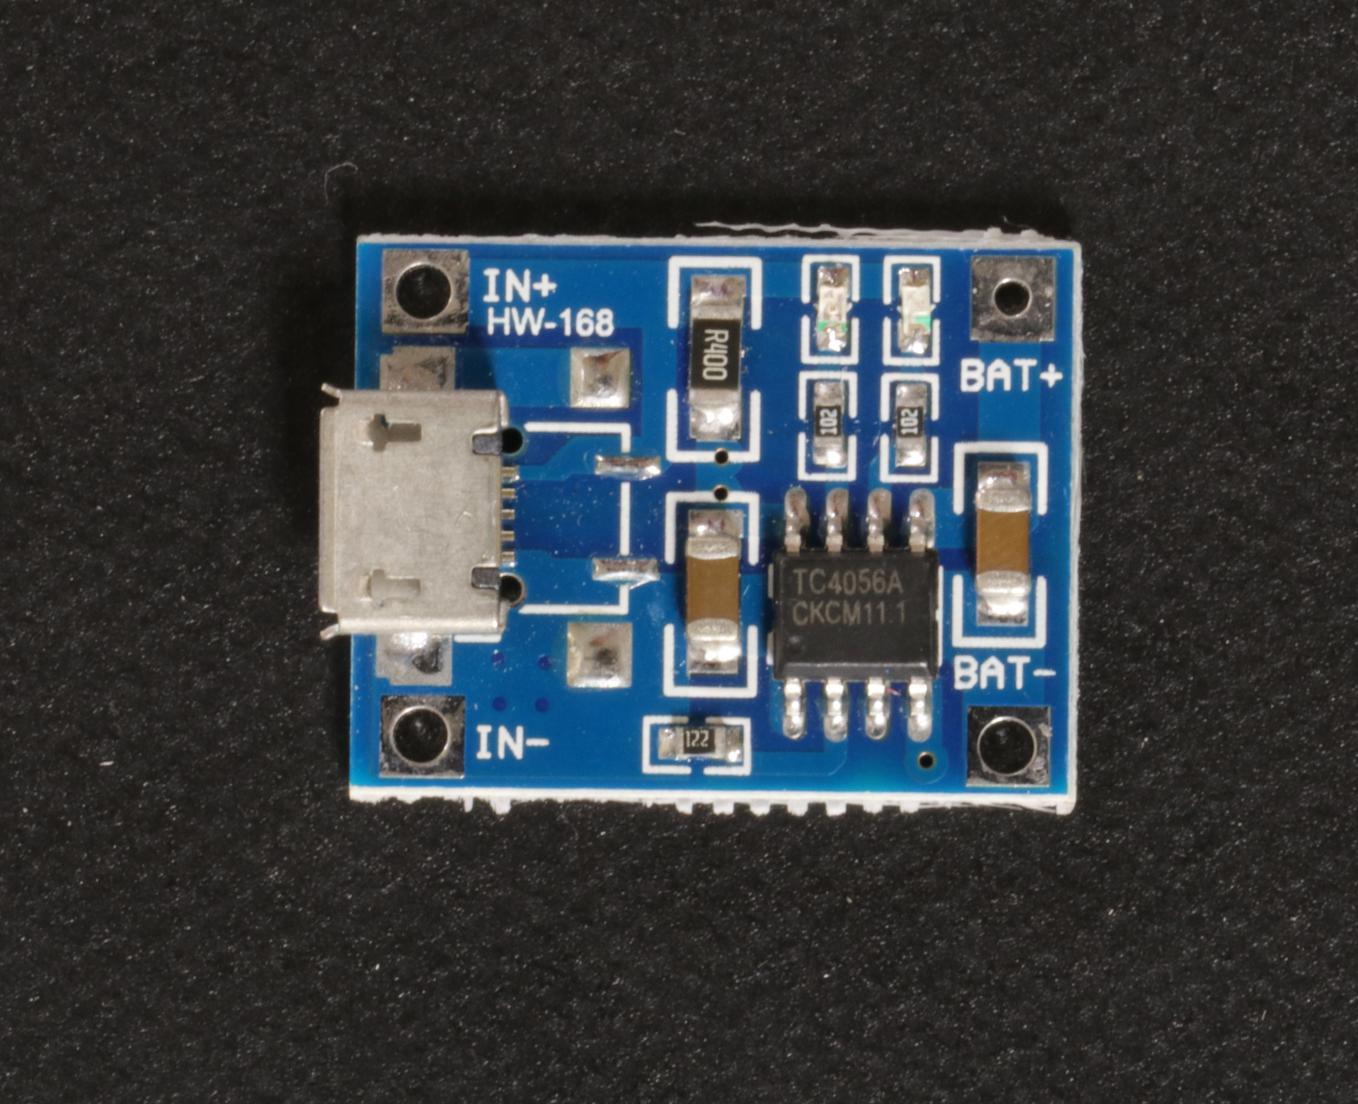 IN+
HW-168
R400
102
102
BAT+
TC4056A
CKCM11.1
BAT-
IN-
122